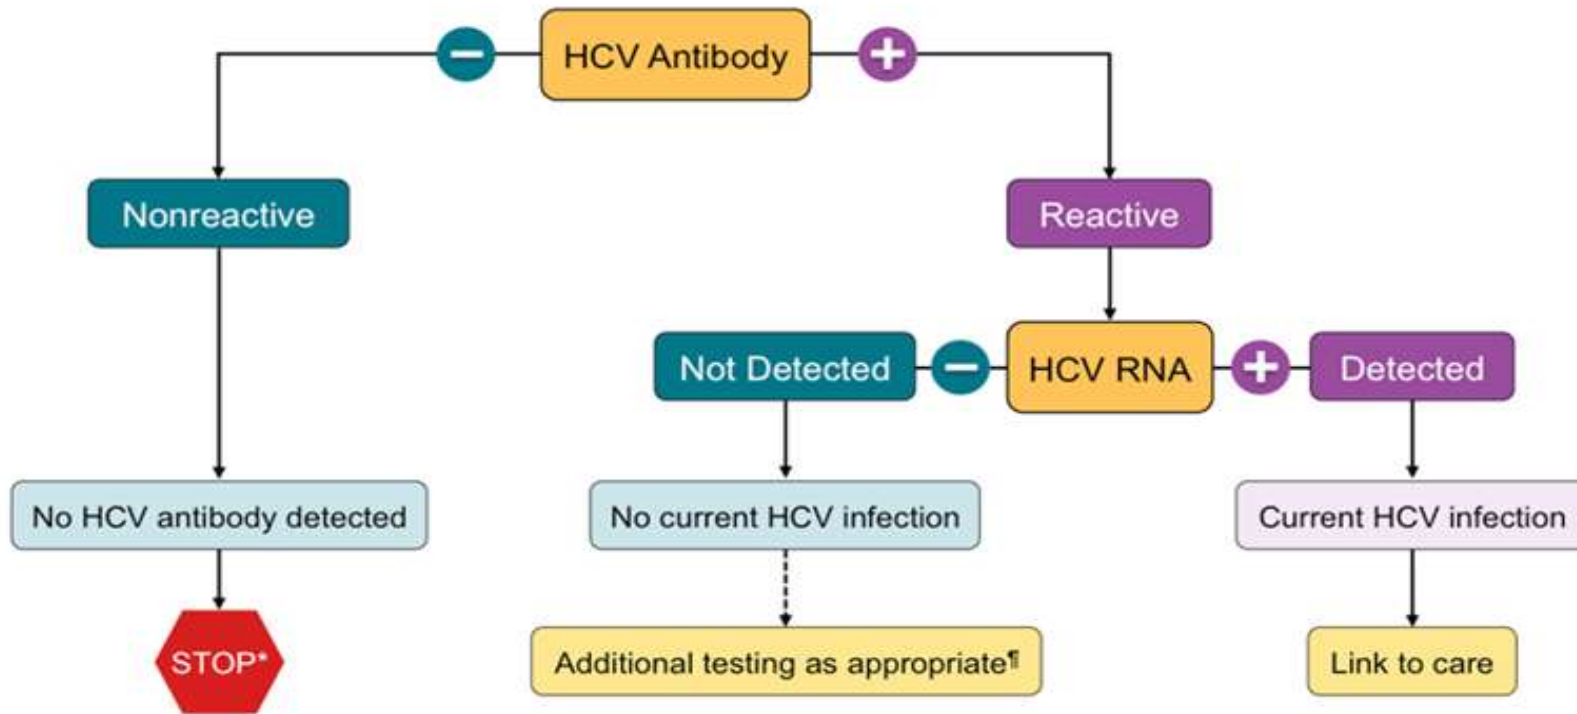 HCV Antibody
Nonreactive
Reactive
Not Detected
HCV RNA
Detected
No HCV antibody detected
No current HCV infection
Current HCV infection
STOP*
Additional testing as appropriate¶
Link to care